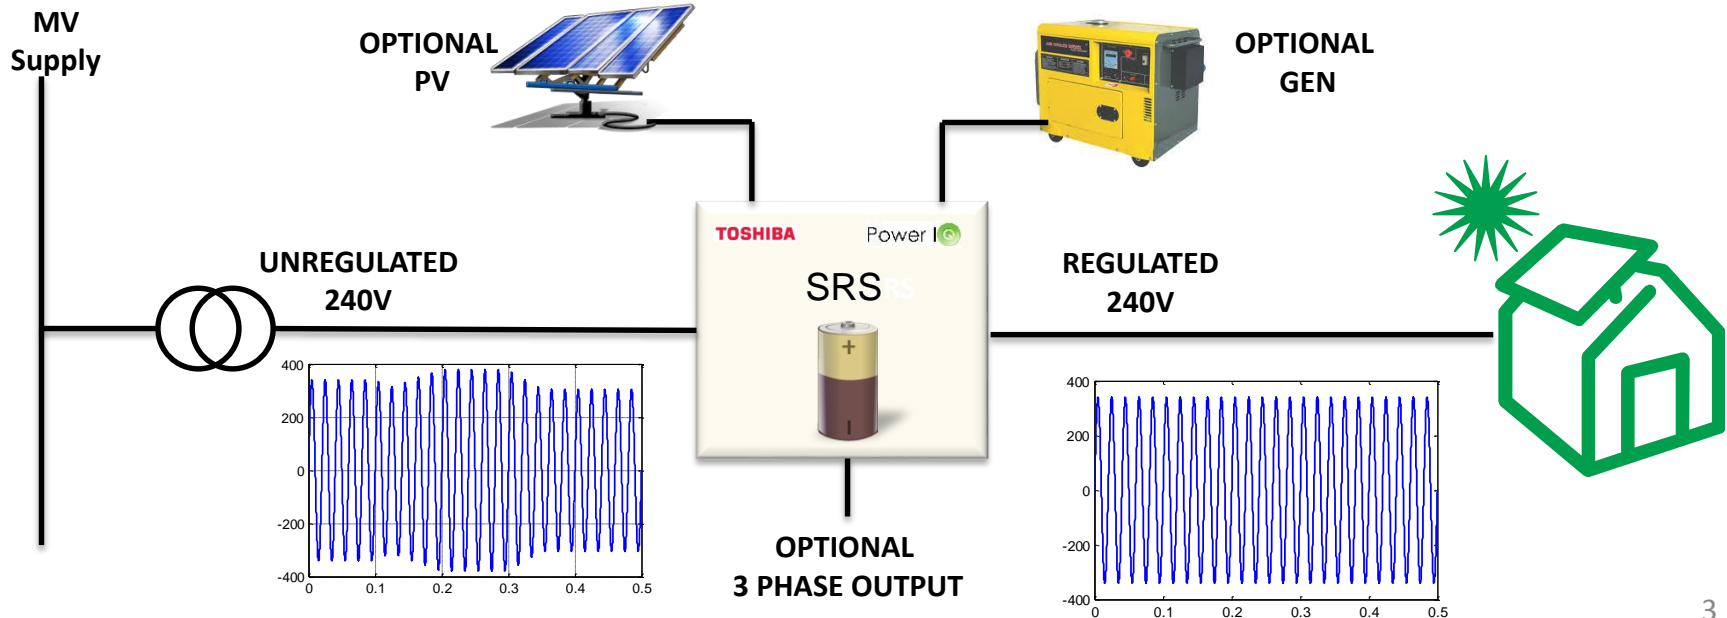 MV
Supply
OPTIONAL
PV
OPTIONAL
GEN
TOSHIBA
Power IQ
SRS
RS
UNREGULATED
240V
REGULATED
240V
+
400
200
0
-200
-400
0
0.1
0.2
0.3
0.4
0.5
OPTIONAL
3 PHASE OUTPUT
400
200
0
-200
-400
0
0.1
0.2
0.3
0.4
0.5
3